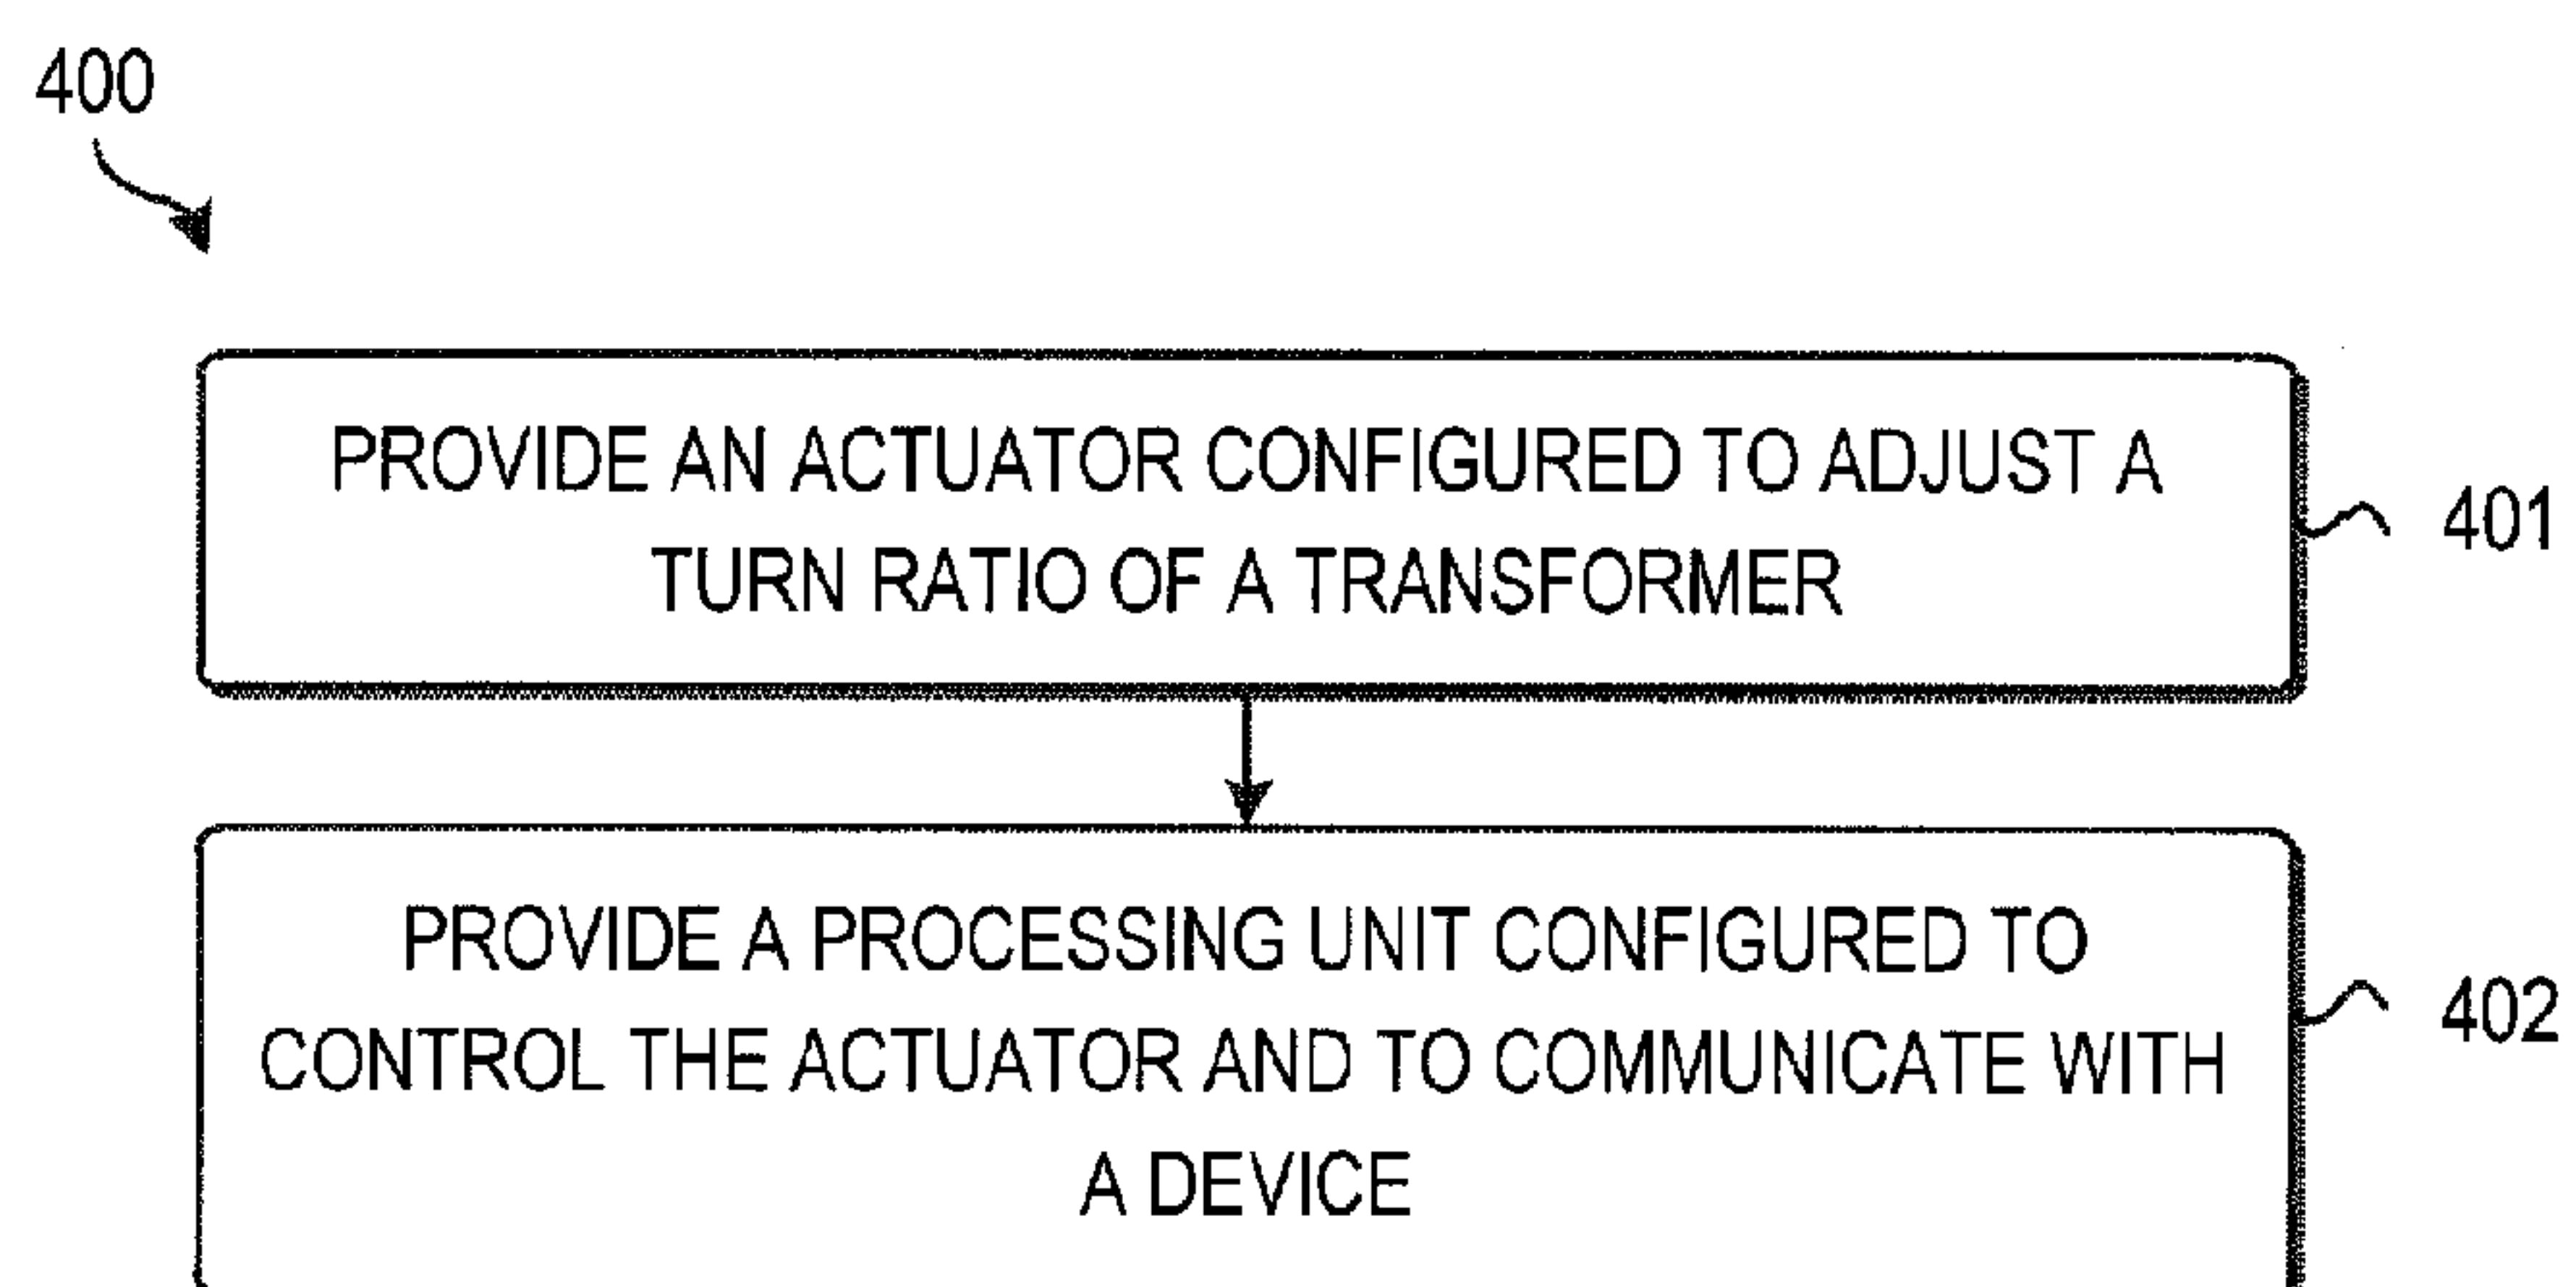 400
PROVIDE AN ACTUATOR CONFIGURED TO ADJUST A
TURN RATIO OF A TRANSFORMER
401
PROVIDE A PROCESSING UNIT CONFIGURED TO
CONTROL THE ACTUATOR AND TO COMMUNICATE WITH
A DEVICE
402